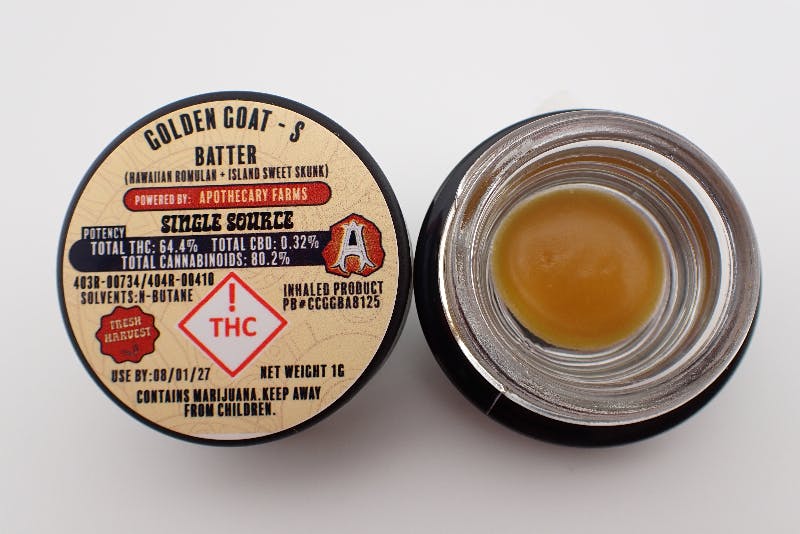 GOLDEN GOAT - S
BATTER
(HAWAIIAN ROMULAN + ISLAND SWEET SKUNK)
POWERED BY: APOTHECARY FARMS
SINGLE SOURCE
POTENCY
TOTAL THC: 64.4% TOTAL CBD: 0.32%
TOTAL CANNABINOIDS: 80.2%
A
403R-00734/404R-00410
SOLVENTS:N-BUTANE
INHALED PRODUCT
PB#CCGGBA8125
!
THC
FRESH
HARVEST
USE BY:08/01/27
NET WEIGHT 1G
CONTAINS MARIJUANA.KEEP AWAY
FROM CHILDREN.